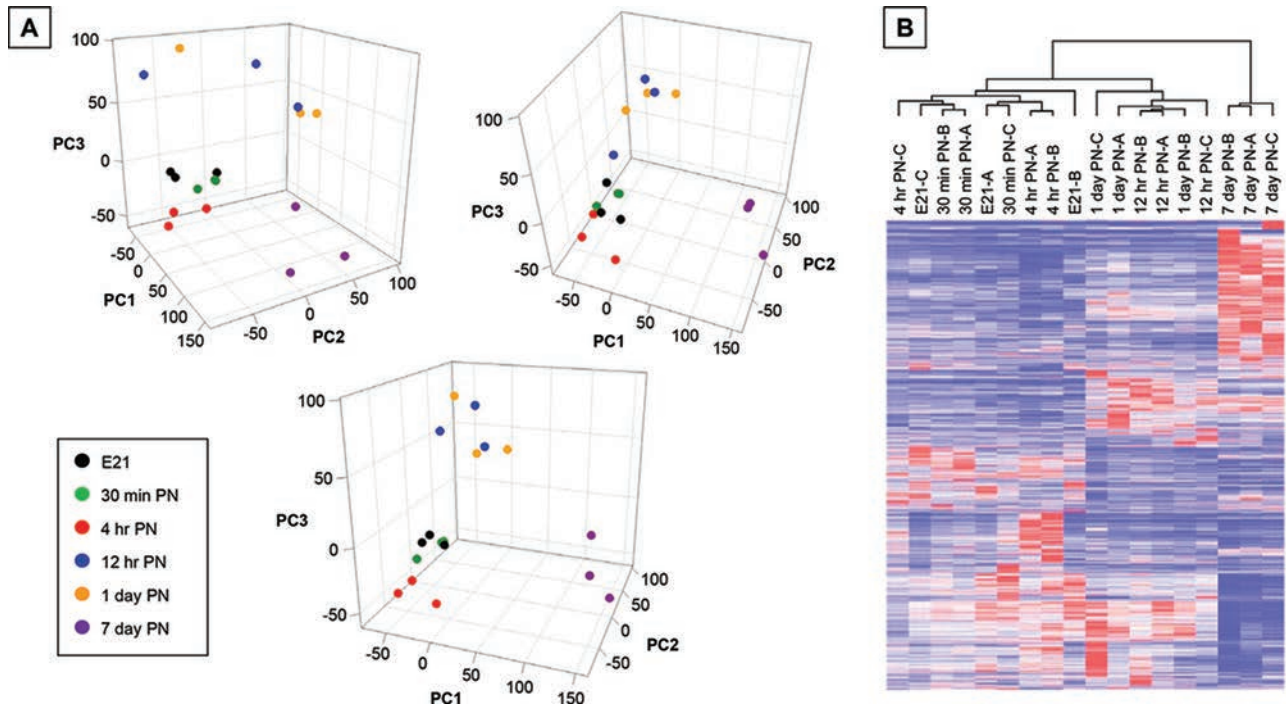 A
100
50
0
-50
PC3
-50
0
50
100
150
PC1
-50
0
50
100
PC2
100
50
0
-50
PC3
-50
0
50
100
150
PC1
100
50
0
-50
PC2
100
50
0
-50
PC3
-50
0
50
100
150
PC1
100
50
0
-50
PC2
E21
30 min PN
4 hr PN
12 hr PN
1 day PN
7 day PN
B
4 hr PN-C
E21-C
30 min PN-B
30 min PN-A
E21-A
30 min PN-C
4 hr PN-A
4 hr PN-B
E21-B
1 day PN-C
1 day PN-A
12 hr PN-B
12 hr PN-A
1 day PN-B
12 hr PN-C
7 day PN-B
7 day PN-A
7 day PN-C